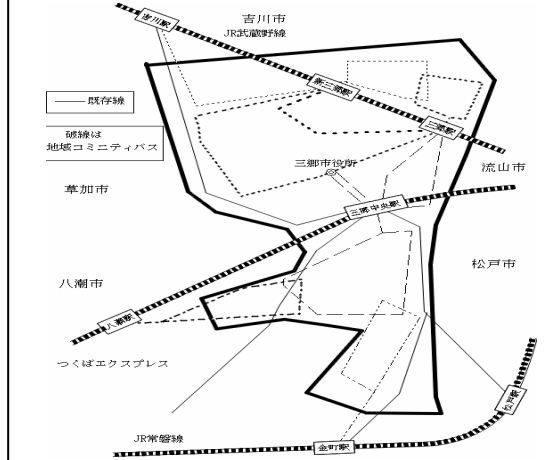 吉川市
吉川駅
JR武蔵野線
新三郷駅
既存線
三郷駅
破線は
地域コミニティバス
三郷市役所
流山市
草加市
三郷中央駅
松戸市
八潮市
八潮駅
つくばエクスプレス
松戸駅
JR常磐線
金町駅